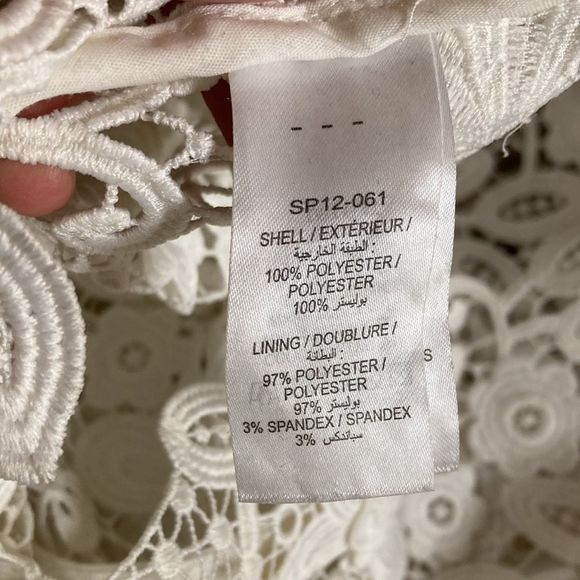 - - -
SP12-061
SHELL / EXTÉRIEUR /
الطبقة الخارجية :
100% POLYESTER /
POLYESTER
100% بوليستر
LINING / DOUBLURE /
البطانة :
97% POLYESTER /
POLYESTER
97% بوليستر
3% SPANDEX / SPANDEX
3% سباندكس
S